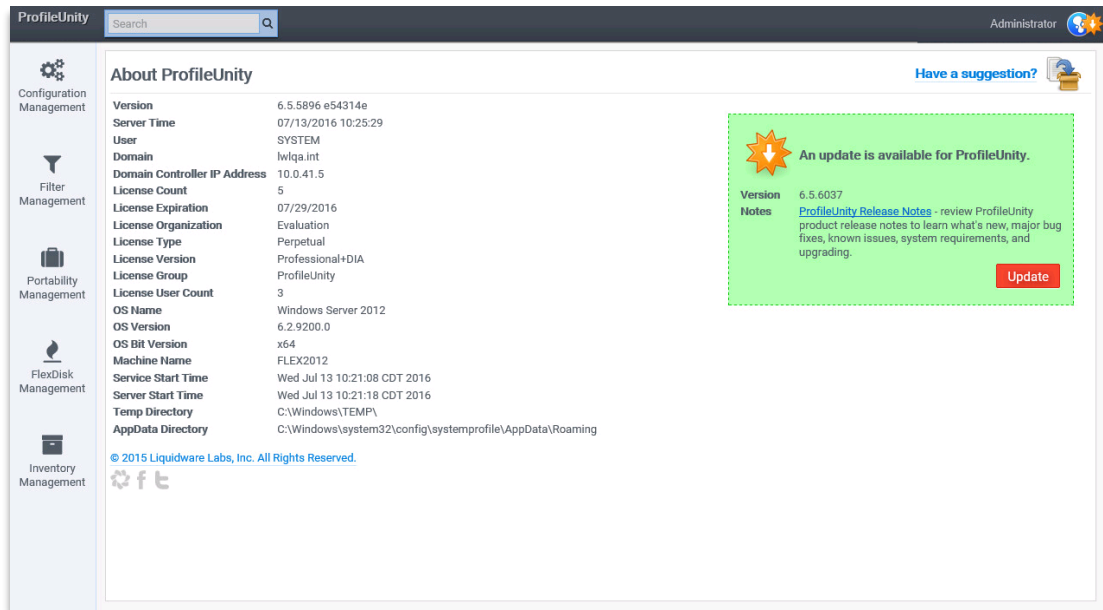 ProfileUnity
Search
Administrator
Configuration
Management
Filter
Management
Portability
Management
FlexDisk
Management
Inventory
Management
About ProfileUnity
Have a suggestion?
Version 6.5.5896 e54314e
Server Time 07/13/2016 10:25:29
User SYSTEM
Domain lwlqa.int
Domain Controller IP Address 10.0.41.5
License Count 5
License Expiration 07/29/2016
License Organization Evaluation
License Type Perpetual
License Version Professional+DIA
License Group ProfileUnity
License User Count 3
OS Name Windows Server 2012
OS Version 6.2.9200.0
OS Bit Version x64
Machine Name FLEX2012
Service Start Time Wed Jul 13 10:21:08 CDT 2016
Server Start Time Wed Jul 13 10:21:18 CDT 2016
Temp Directory C:\Windows\TEMP\
AppData Directory C:\Windows\system32\config\systemprofile\AppData\Roaming
© 2015 Liquidware Labs, Inc. All Rights Reserved.
An update is available for ProfileUnity.
Version 6.5.6037
Notes ProfileUnity Release Notes - review ProfileUnity
product release notes to learn what's new, major bug
fixes, known issues, system requirements, and
upgrading.
Update